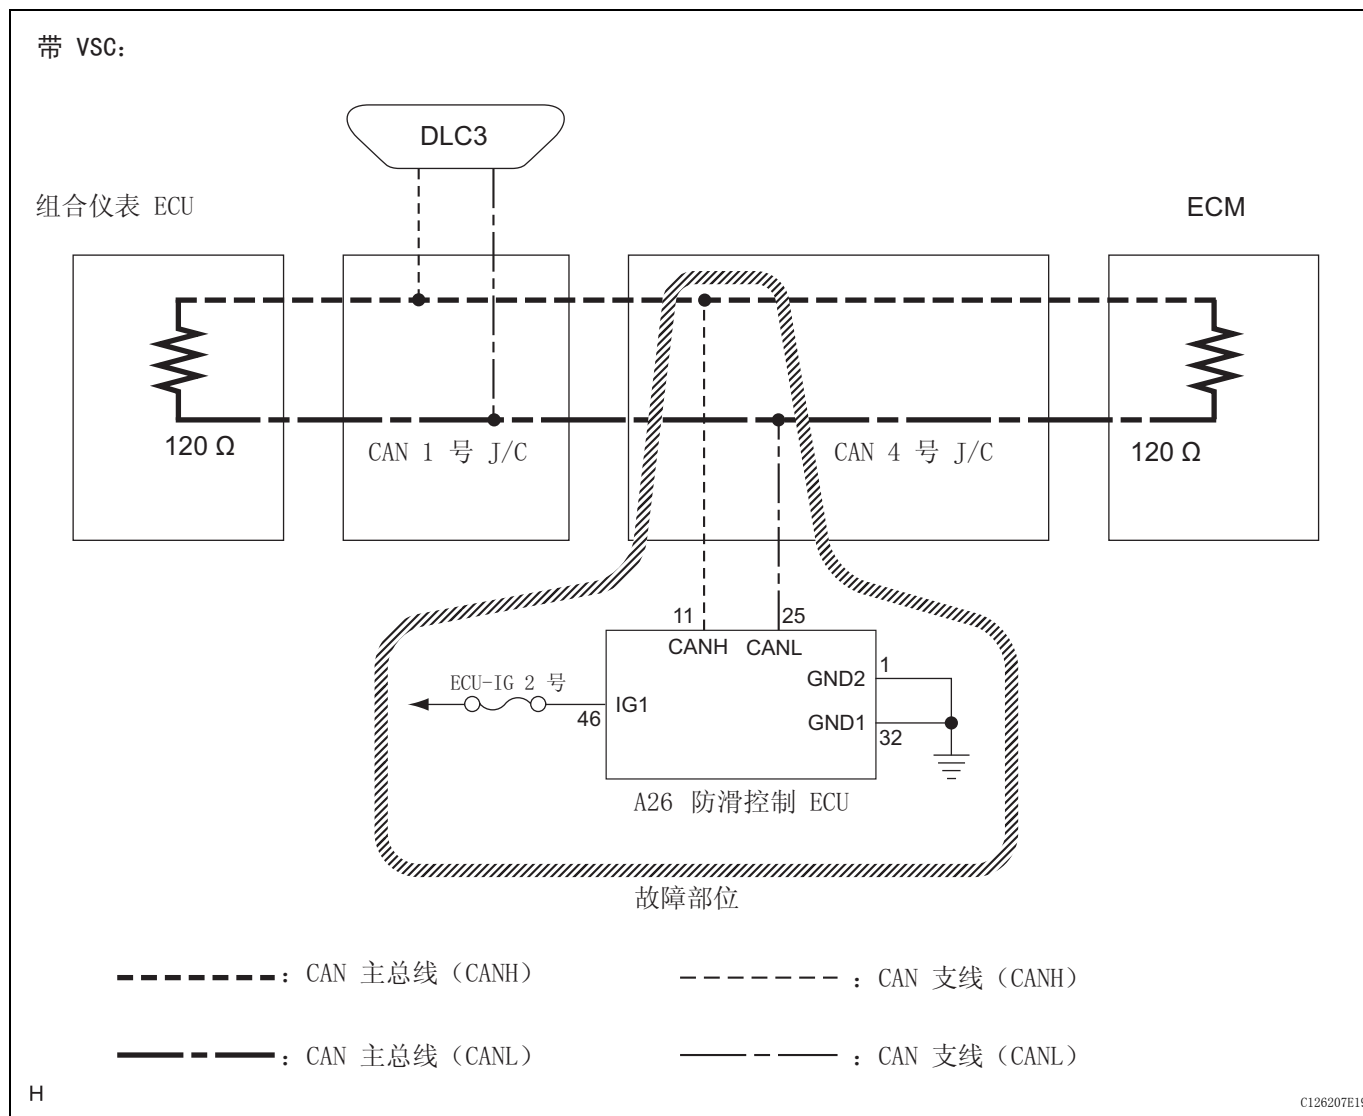 带 VSC:
DLC3
组合仪表 ECU
ECM
120 Ω
CAN 1 号 J/C
CAN 4 号 J/C
120 Ω
11
25
CANH
CANL
ECU-IG 2 号
46
IG1
GND2
1
GND1
32
A26 防滑控制 ECU
故障部位
: CAN 主总线（CANH）
: CAN 支线（CANH）
: CAN 主总线（CANL）
: CAN 支线（CANL）
H
C126207E19